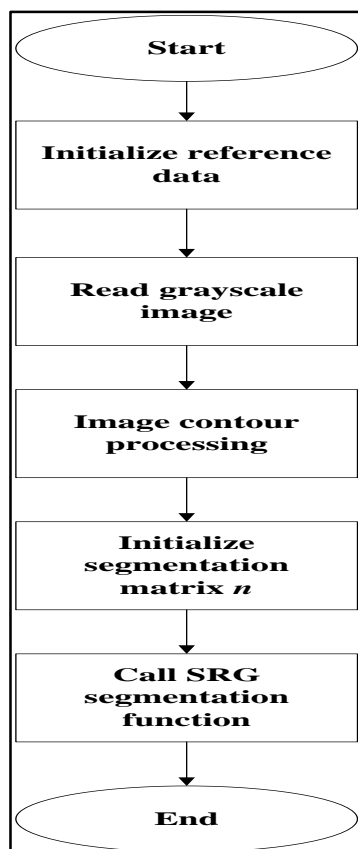 Start
Initialize reference
data
Read grayscale
image
Image contour
processing
Initialize
segmentation
matrix n
Call SRG
segmentation
function
End